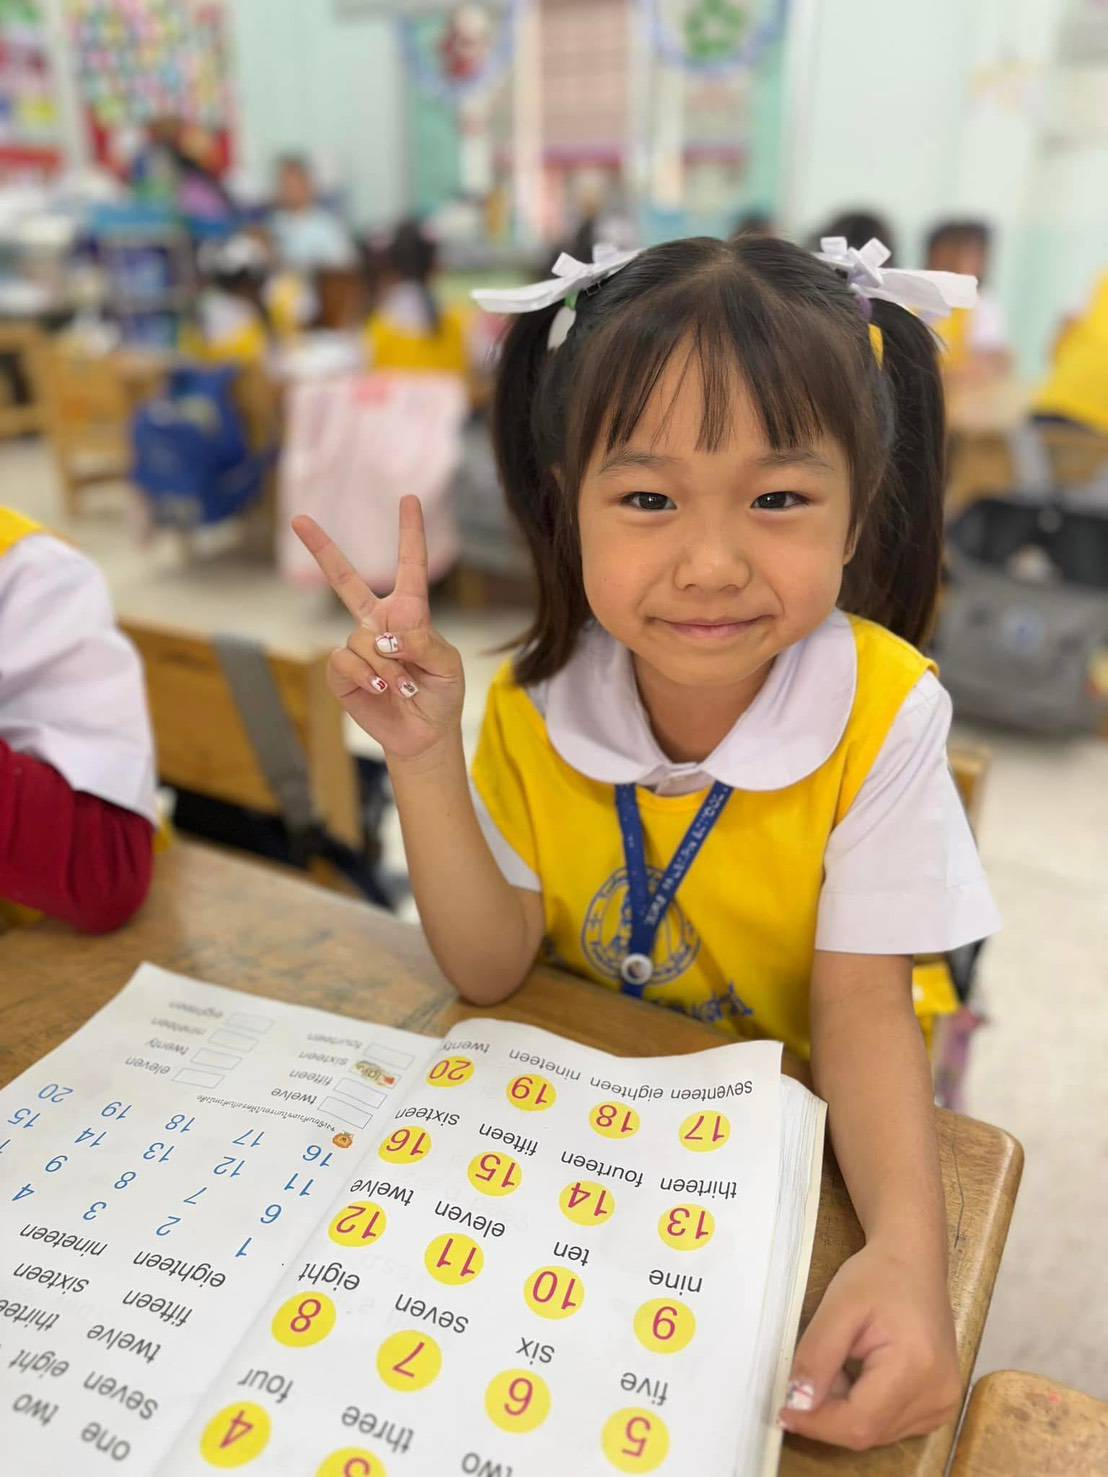 3 4
two three four
5 6 7 8
five six seven eight
9 10 11 12
nine ten eleven twelve
13 14 15 16
thirteen fourteen fifteen sixteen
17 18 19 20
seventeen eighteen nineteen twenty
one two
seven eight
twelve
fifteen sixteen
eighteen nineteen
1 2 3 4
6 7 8 9
11 12 13 14 15
16 17 18 19 20
twelve eleven
fifteen twenty
sixteen nineteen
fourteen eighteen